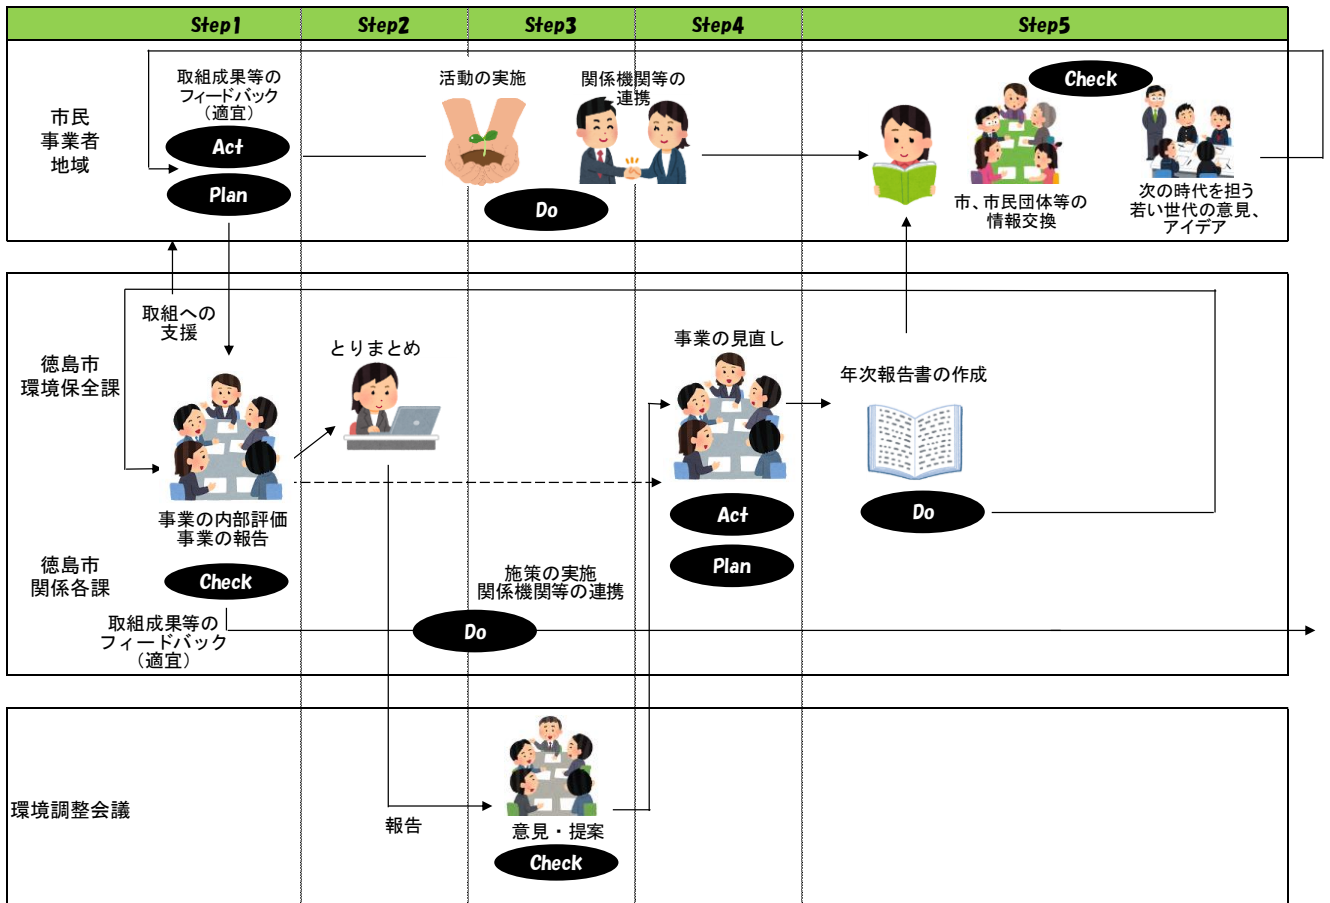 Step1
Step2
Step3
Step4
Step5
市民
事業者
地域
取組成果等の
フィードバック
（適宜）
Act
Plan
活動の実施
関係機関等の
連携
Do
Check
市、市民団体等の
情報交換
次の時代を担う
若い世代の意見、
アイデア
徳島市
環境保全課
取組への
支援
とりまとめ
事業の見直し
年次報告書の作成
事業の内部評価
事業の報告
Act
Do
Plan
徳島市
関係各課
Check
施策の実施
関係機関等の連携
取組成果等の
フィードバック
（適宜）
Do
環境調整会議
報告
意見・提案
Check